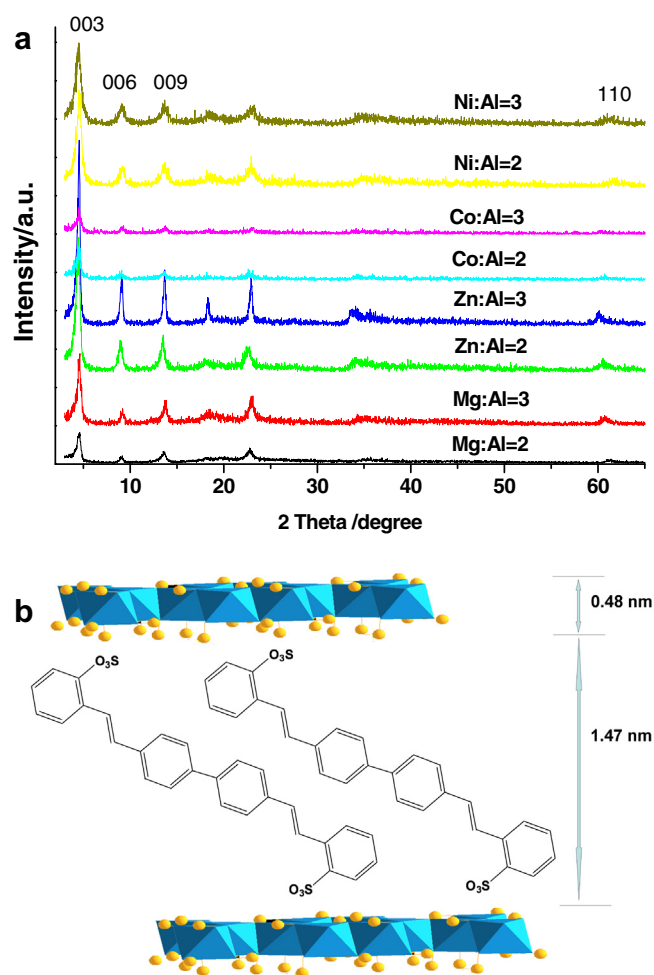 a
003
006 009
110
Ni:Al=3
Ni:Al=2
Co:Al=3
Co:Al=2
Zn:Al=3
Zn:Al=2
Mg:Al=3
Mg:Al=2
Intensity/a.u.
10 20 30 40 50 60
2 Theta /degree
b
0.48 nm
O₃S
O₃S
1.47 nm
O₃S
O₃S